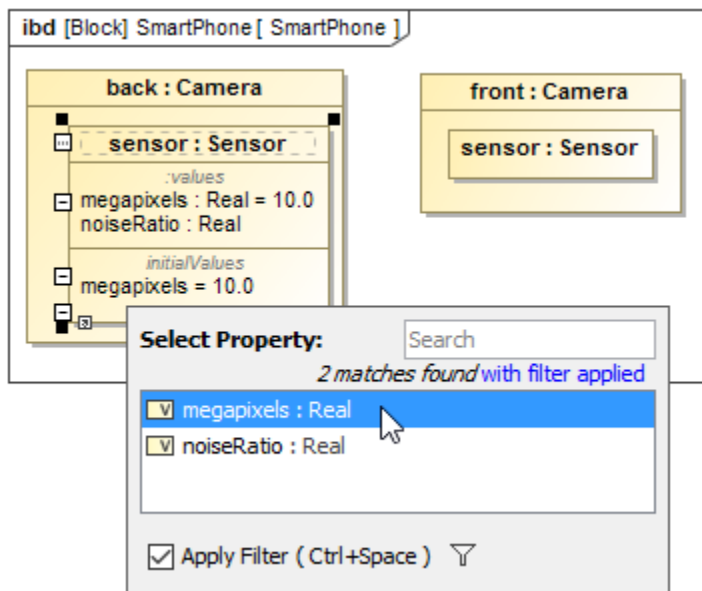 ibd [Block] SmartPhone [ SmartPhone ]
back : Camera
sensor : Sensor
:values
megapixels : Real = 10.0
noiseRatio : Real
initialValues
megapixels = 10.0
front : Camera
sensor : Sensor
Select Property:
Search
2 matches found with filter applied
V megapixels : Real
V noiseRatio : Real
Apply Filter ( Ctrl+Space )